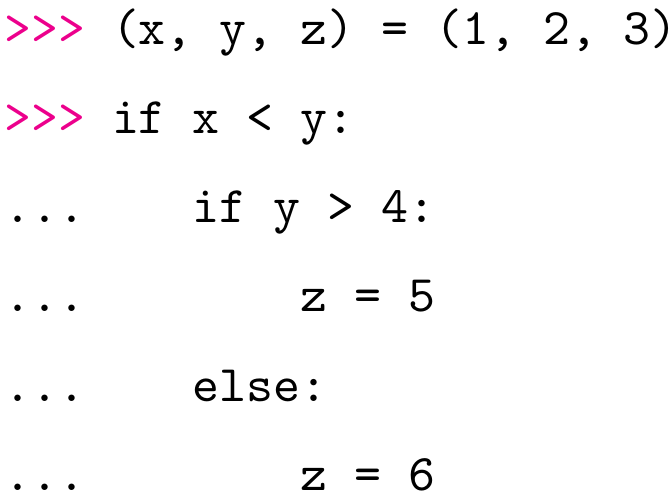 >>> (x, y, z) = (1, 2, 3)
>>> if x < y:
...    if y > 4:
...        z = 5
...    else:
...        z = 6